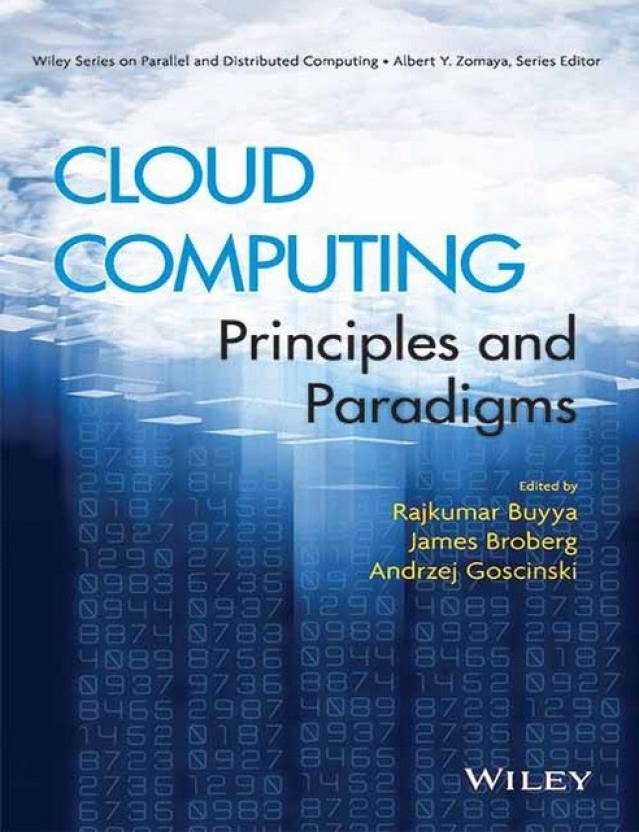 Wiley Series on Parallel and Distributed Computing • Albert Y. Zomaya, Series Editor
CLOUD
COMPUTING
Principles and
Paradigms
Edited by
Rajkumar Buyya
James Broberg
Andrzej Goscinski
WILEY